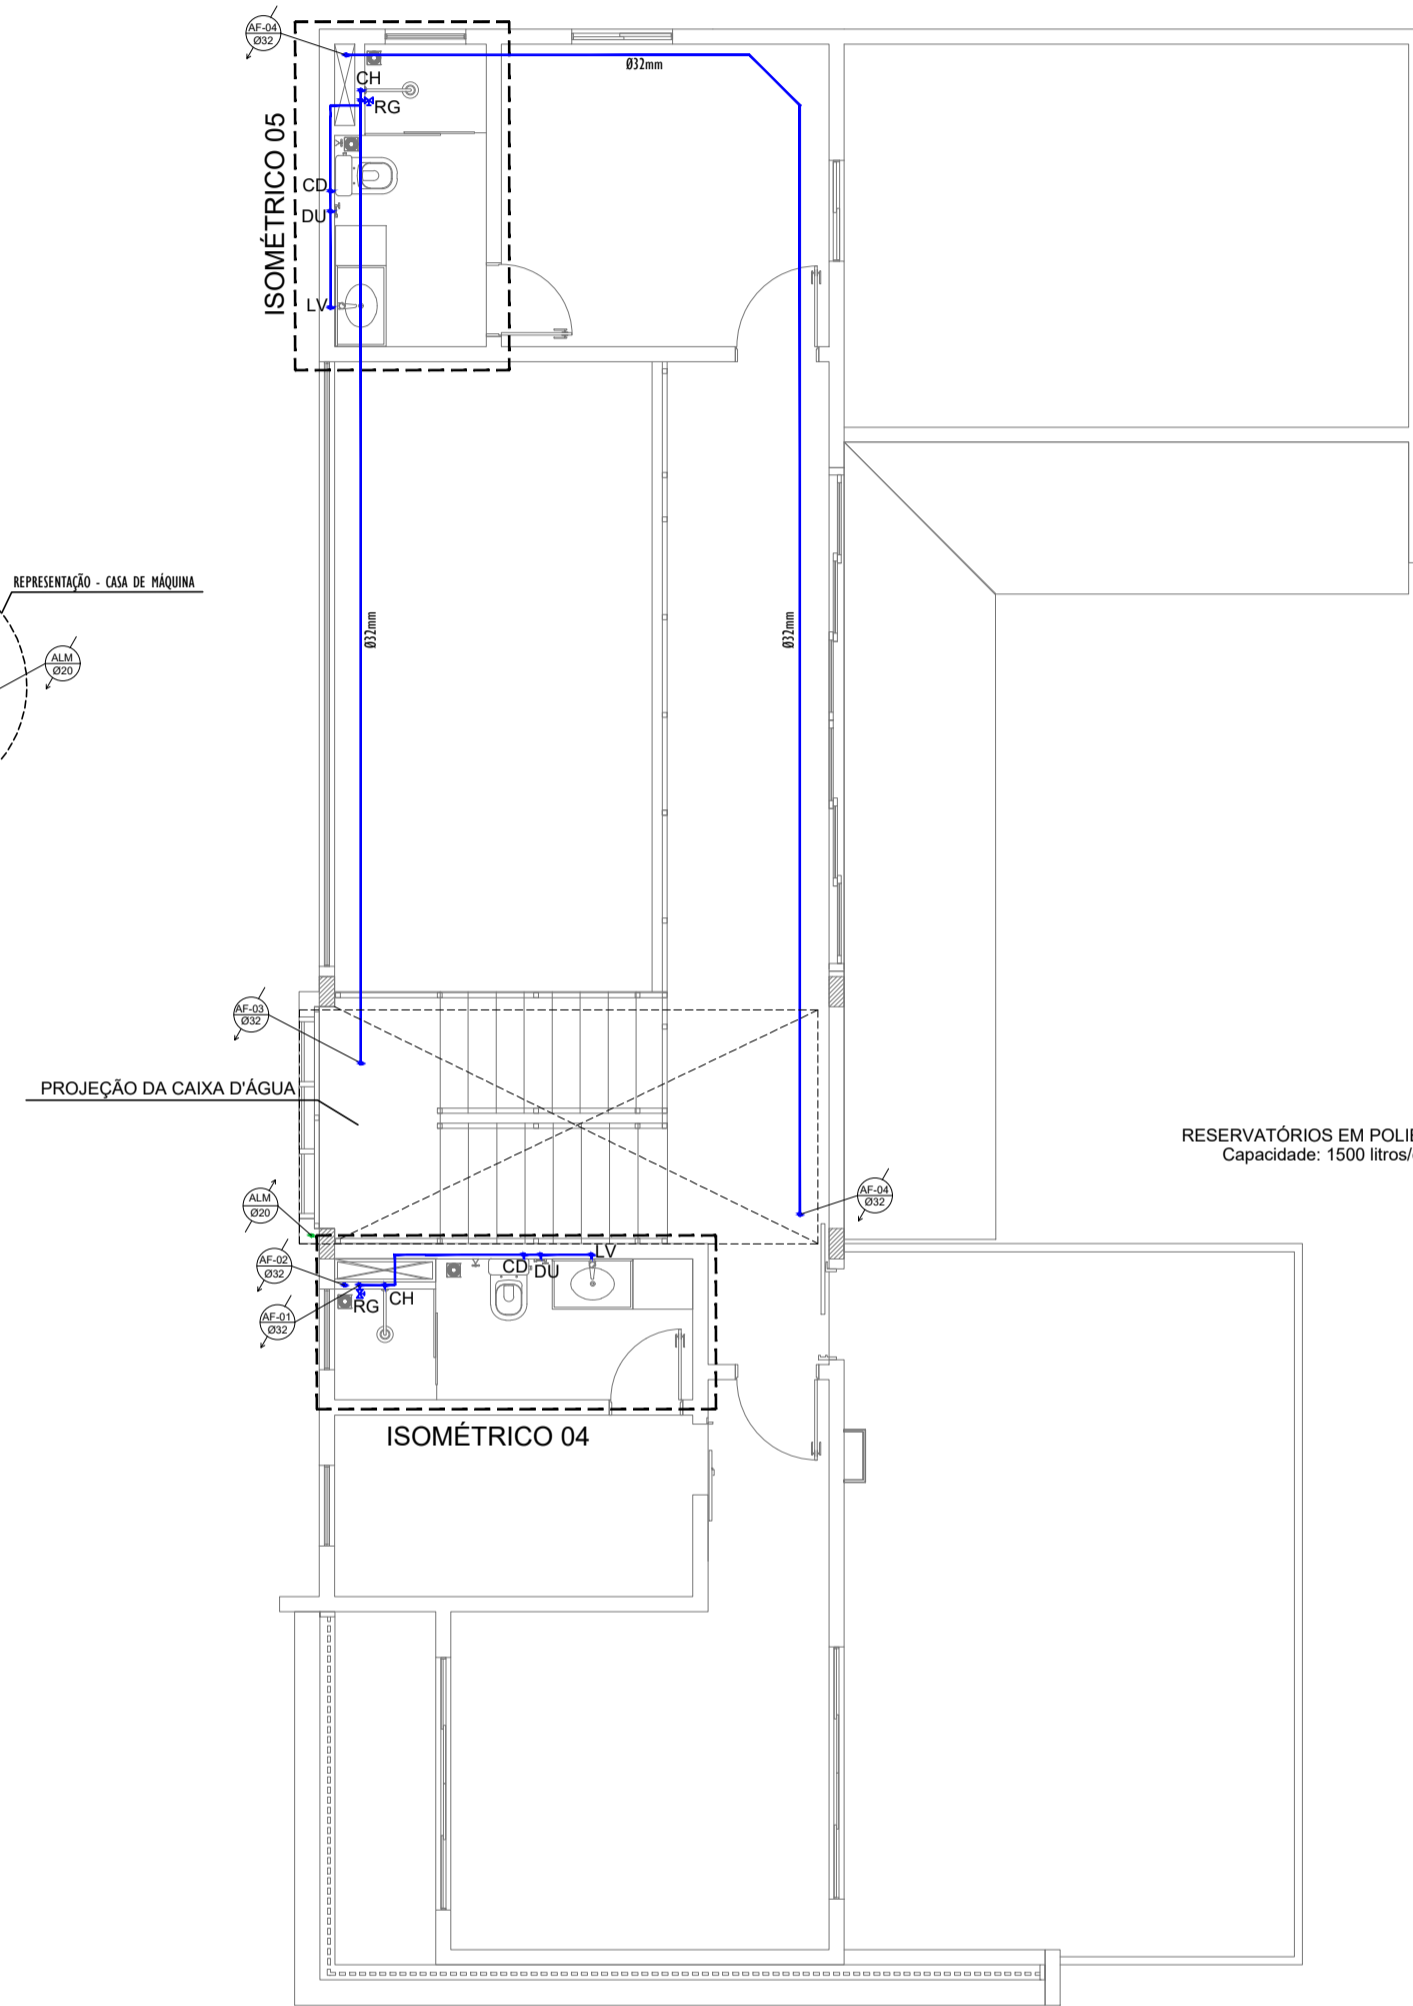 AF-04
Ø32
Ø32mm
CH
RG
ISOMÉTRICO 05
CD
DU
LV
REPRESENTAÇÃO - CASA DE MÁQUINA
ALM
Ø20
Ø32mm
Ø32mm
AF-03
Ø32
PROJEÇÃO DA CAIXA D'ÁGUA
RESERVATÓRIOS EM POLIE
Capacidade: 1500 litros/
AF-04
Ø32
ALM
Ø20
AF-02
Ø32
LV
CD
DU
CH
RG
AF-01
Ø32
ISOMÉTRICO 04